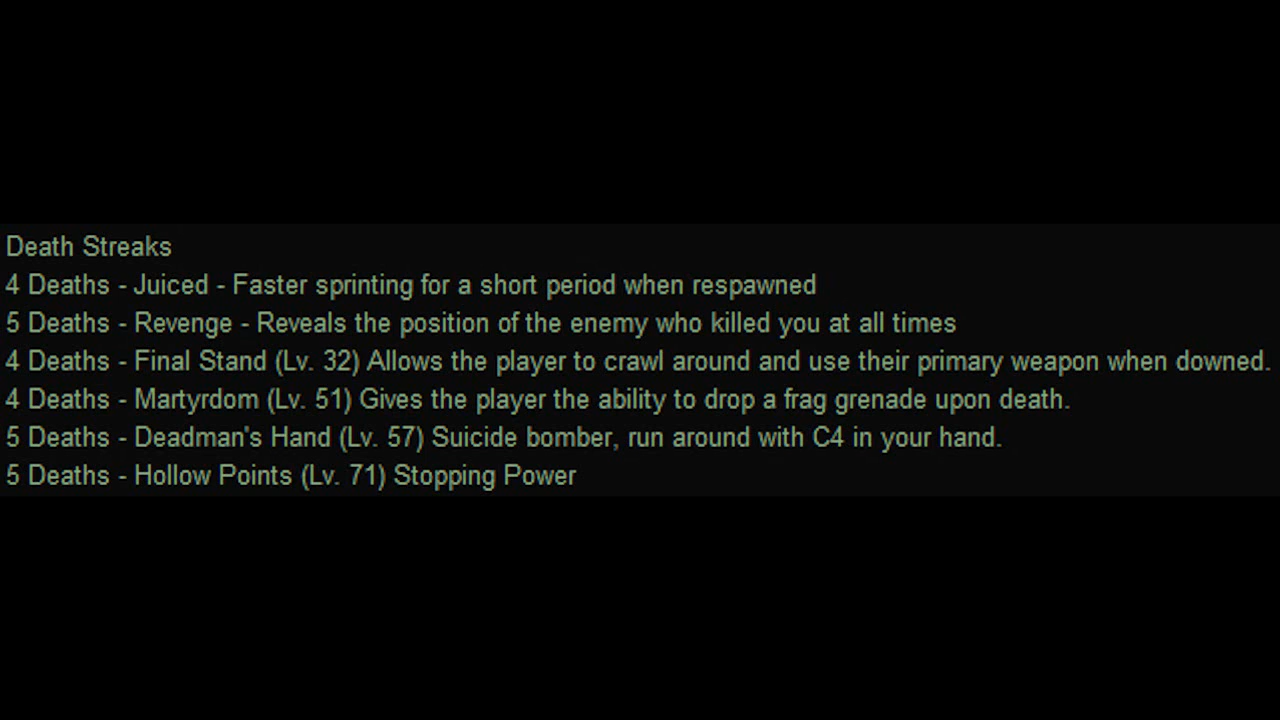 Death Streaks
4 Deaths - Juiced - Faster sprinting for a short period when respawned
5 Deaths - Revenge - Reveals the position of the enemy who killed you at all times
4 Deaths - Final Stand (Lv. 32) Allows the player to crawl around and use their primary weapon when downed.
4 Deaths - Martyrdom (Lv. 51) Gives the player the ability to drop a frag grenade upon death.
5 Deaths - Deadman's Hand (Lv. 57) Suicide bomber, run around with C4 in your hand.
5 Deaths - Hollow Points (Lv. 71) Stopping Power